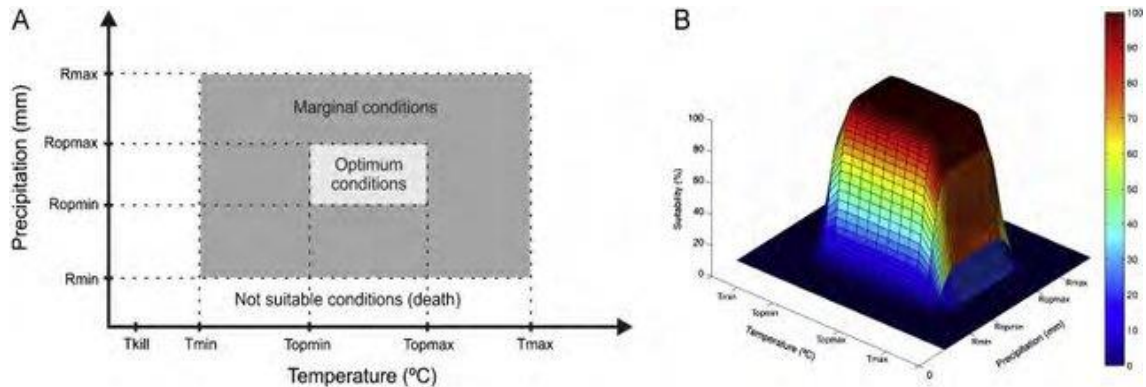 A
Precipitation (mm)
Rmax
Ropmax
Ropmin
Rmin
Marginal conditions
Optimum
conditions
Not suitable conditions (death)
Tkill Tmin Topmin Topmax Tmax
Temperature (ºC)
B
Suitability (%)
100
80
60
40
20
0
Tmin
Topmin
Topmax
Tmax
Temperature (ºC)
0
Rmin
Ropmin
Ropmax
Rmax
Precipitation (mm)
100
90
80
70
60
50
40
30
20
10
0